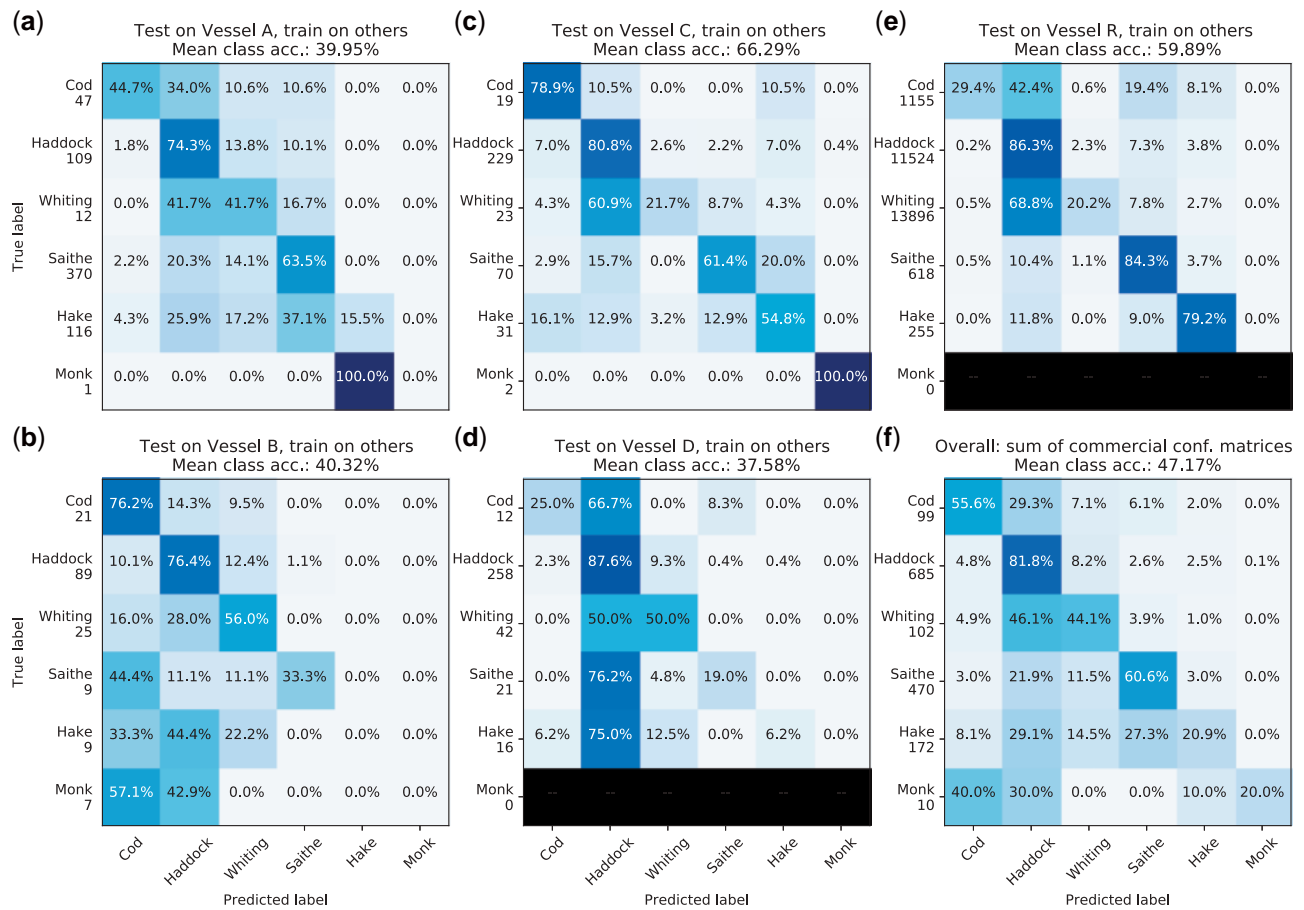 (a)
Test on Vessel A, train on others
Mean class acc.: 39.95%
True label
Cod
47
44.7% 34.0% 10.6% 10.6% 0.0% 0.0%
Haddock
109
1.8% 74.3% 13.8% 10.1% 0.0% 0.0%
Whiting
12
0.0% 41.7% 41.7% 16.7% 0.0% 0.0%
Saithe
370
2.2% 20.3% 14.1% 63.5% 0.0% 0.0%
Hake
116
4.3% 25.9% 17.2% 37.1% 15.5% 0.0%
Monk
1
0.0% 0.0% 0.0% 0.0% 100.0% 0.0%
(c)
Test on Vessel C, train on others
Mean class acc.: 66.29%
Cod
19
78.9% 10.5% 0.0% 0.0% 10.5% 0.0%
Haddock
229
7.0% 80.8% 2.6% 2.2% 7.0% 0.4%
Whiting
23
4.3% 60.9% 21.7% 8.7% 4.3% 0.0%
Saithe
70
2.9% 15.7% 0.0% 61.4% 20.0% 0.0%
Hake
31
16.1% 12.9% 3.2% 12.9% 54.8% 0.0%
Monk
2
0.0% 0.0% 0.0% 0.0% 0.0% 100.0%
(e)
Test on Vessel R, train on others
Mean class acc.: 59.89%
Cod
1155
29.4% 42.4% 0.6% 19.4% 8.1% 0.0%
Haddock
11524
0.2% 86.3% 2.3% 7.3% 3.8% 0.0%
Whiting
13896
0.5% 68.8% 20.2% 7.8% 2.7% 0.0%
Saithe
618
0.5% 10.4% 1.1% 84.3% 3.7% 0.0%
Hake
255
0.0% 11.8% 0.0% 9.0% 79.2% 0.0%
Monk
0
-- -- -- -- -- --
(b)
Test on Vessel B, train on others
Mean class acc.: 40.32%
True label
Cod
21
76.2% 14.3% 9.5% 0.0% 0.0% 0.0%
Haddock
89
10.1% 76.4% 12.4% 1.1% 0.0% 0.0%
Whiting
25
16.0% 28.0% 56.0% 0.0% 0.0% 0.0%
Saithe
9
44.4% 11.1% 11.1% 33.3% 0.0% 0.0%
Hake
9
33.3% 44.4% 22.2% 0.0% 0.0% 0.0%
Monk
7
57.1% 42.9% 0.0% 0.0% 0.0% 0.0%
Cod Haddock Whiting Saithe Hake Monk
Predicted label
(d)
Test on Vessel D, train on others
Mean class acc.: 37.58%
Cod
12
25.0% 66.7% 0.0% 8.3% 0.0% 0.0%
Haddock
258
2.3% 87.6% 9.3% 0.4% 0.4% 0.0%
Whiting
42
0.0% 50.0% 50.0% 0.0% 0.0% 0.0%
Saithe
21
0.0% 76.2% 4.8% 19.0% 0.0% 0.0%
Hake
16
6.2% 75.0% 12.5% 0.0% 6.2% 0.0%
Monk
0
-- -- -- -- -- --
Cod Haddock Whiting Saithe Hake Monk
Predicted label
(f)
Overall: sum of commercial conf. matrices
Mean class acc.: 47.17%
Cod
99
55.6% 29.3% 7.1% 6.1% 2.0% 0.0%
Haddock
685
4.8% 81.8% 8.2% 2.6% 2.5% 0.1%
Whiting
102
4.9% 46.1% 44.1% 3.9% 1.0% 0.0%
Saithe
470
3.0% 21.9% 11.5% 60.6% 3.0% 0.0%
Hake
172
8.1% 29.1% 14.5% 27.3% 20.9% 0.0%
Monk
10
40.0% 30.0% 0.0% 0.0% 10.0% 20.0%
Cod Haddock Whiting Saithe Hake Monk
Predicted label